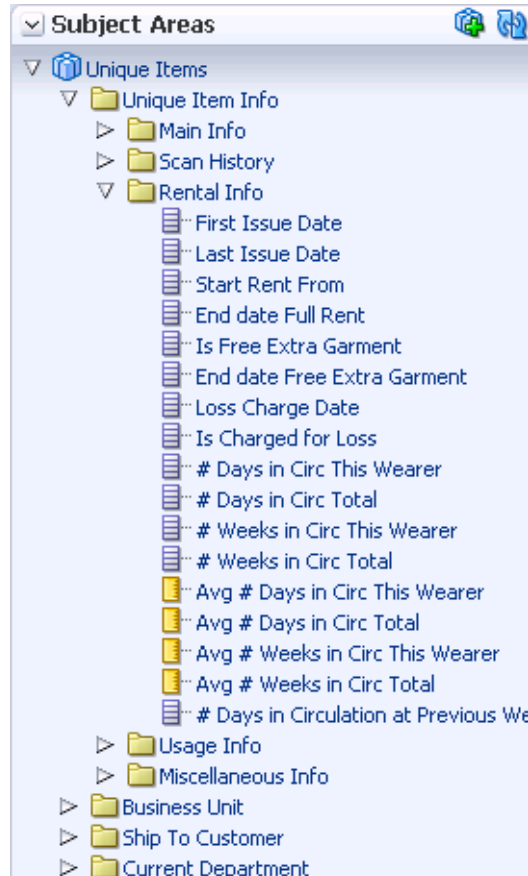 Subject Areas
Unique Items
Unique Item Info
Main Info
Scan History
Rental Info
First Issue Date
Last Issue Date
Start Rent From
End date Full Rent
Is Free Extra Garment
End date Free Extra Garment
Loss Charge Date
Is Charged for Loss
# Days in Circ This Wearer
# Days in Circ Total
# Weeks in Circ This Wearer
# Weeks in Circ Total
Avg # Days in Circ This Wearer
Avg # Days in Circ Total
Avg # Weeks in Circ This Wearer
Avg # Weeks in Circ Total
# Days in Circulation at Previous We
Usage Info
Miscellaneous Info
Business Unit
Ship To Customer
Current Department